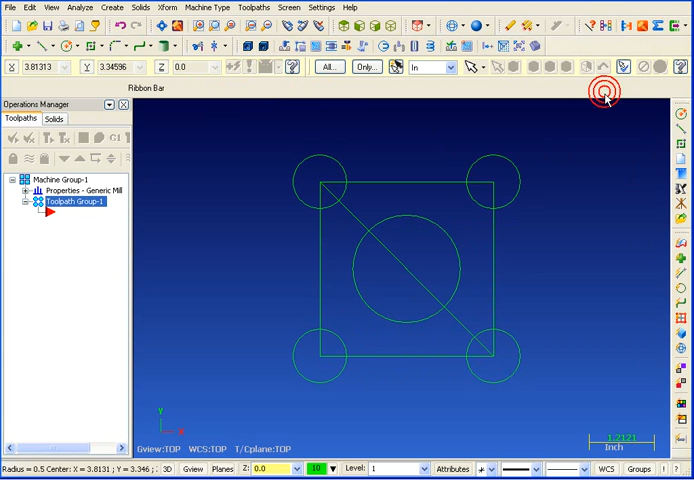 File Edit View Analyze Create Solids XForm Machine Type Toolpaths Screen Settings Help
X 3.81313 Y 3.34596 Z 0.0 All... Only... In
Ribbon Bar
Operations Manager
Toolpaths Solids
G1
Machine Group-1
Properties - Generic Mill
Toolpath Group-1
Y
X
Gview:TOP WCS:TOP T/Cplane:TOP
1.2121
Inch
Radius = 0.5 Center: X = 3.8131 ; Y = 3.346 ; 3D Gview Planes Z: 0.0 10 Level: 1 Attributes WCS Groups ! ?